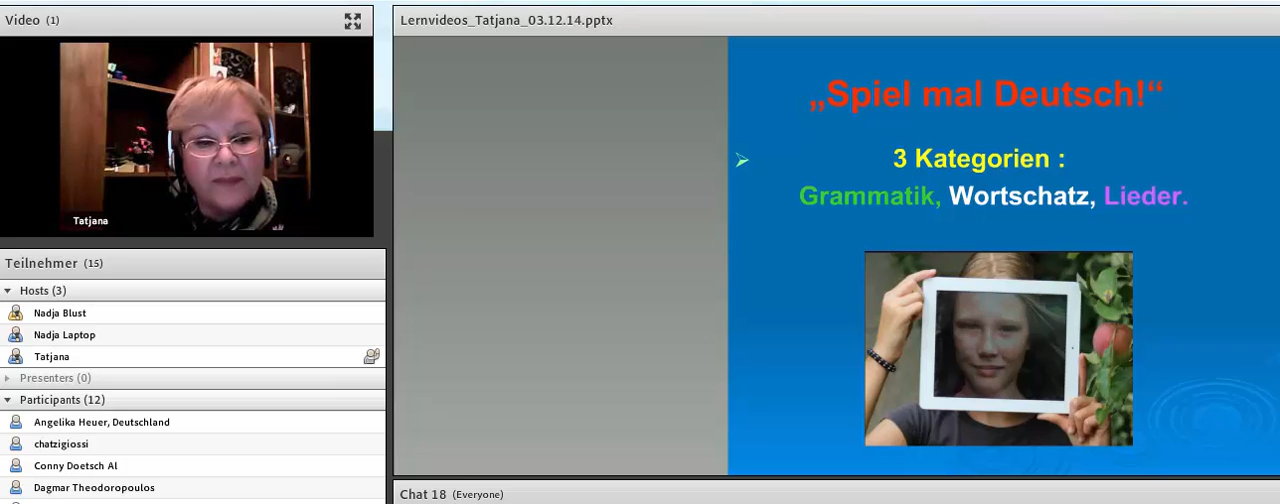 Video (1)
Tatjana
Teilnehmer (15)
Hosts (3)
Nadja Blust
Nadja Laptop
Tatjana
Presenters (0)
Participants (12)
Angelika Heuer, Deutschland
chatzigiossi
Conny Doetsch Al
Dagmar Theodoropoulos
Lernvideos_Tatjana_03.12.14.pptx
„Spiel mal Deutsch!“
3 Kategorien :
Grammatik, Wortschatz, Lieder.
Chat 18 (Everyone)